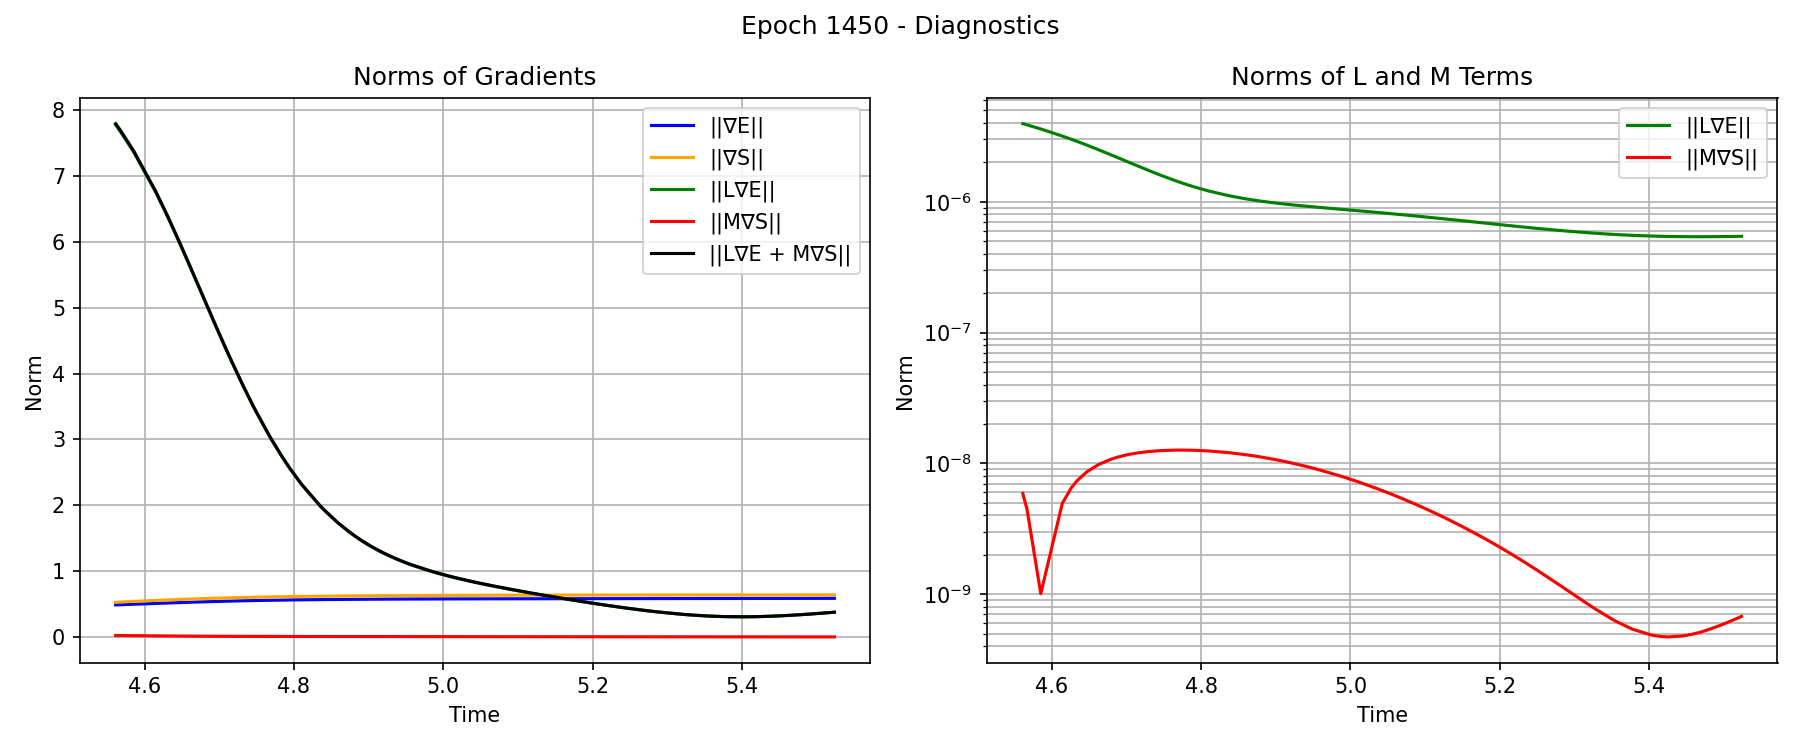 Epoch 1450 - Diagnostics
Norms of Gradients
Norm
8
7
6
5
4
3
2
1
0
||∇E||
||∇S||
||L∇E||
||M∇S||
||L∇E + M∇S||
4.6 4.8 5.0 5.2 5.4
Time
Norms of L and M Terms
Norm
10⁻⁶
10⁻⁷
10⁻⁸
10⁻⁹
||L∇E||
||M∇S||
4.6 4.8 5.0 5.2 5.4
Time